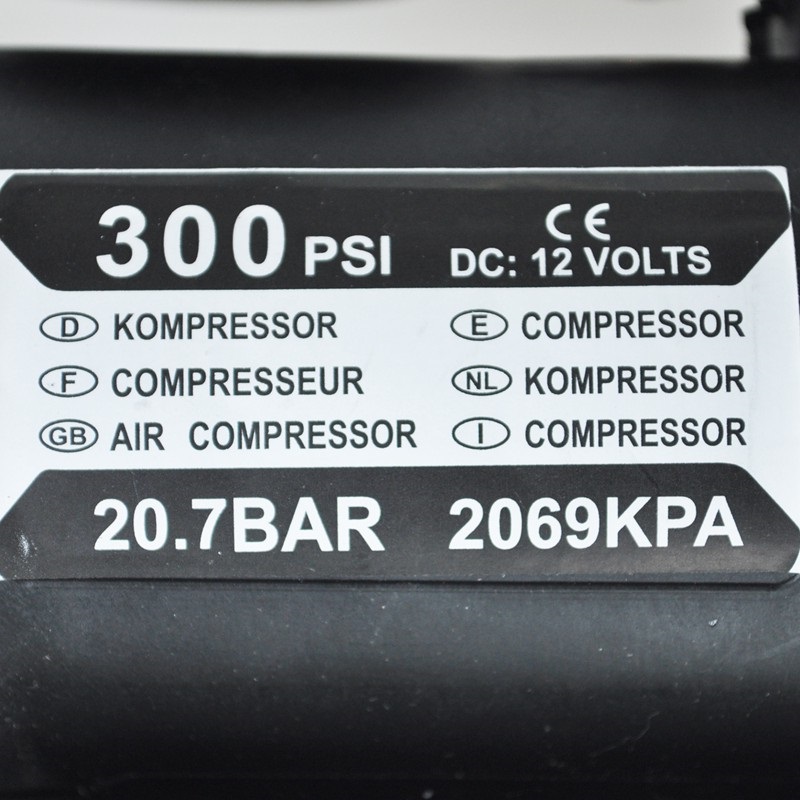 300 PSI CE
DC: 12 VOLTS
D KOMPRESSOR
E COMPRESSOR
F COMPRESSEUR
NL KOMPRESSOR
GB AIR COMPRESSOR
I COMPRESSOR
20.7BAR 2069KPA